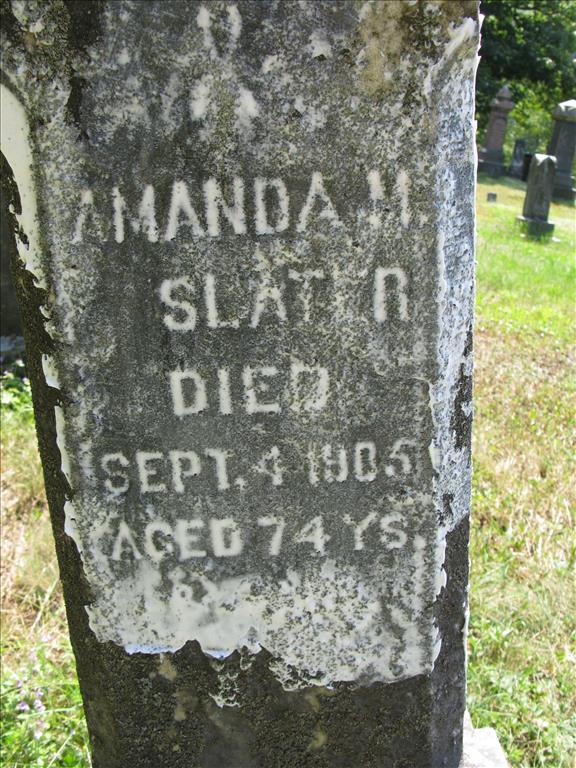 AMANDA M.
SLATER
DIED
SEPT. 4 1905
AGED 74 YS.